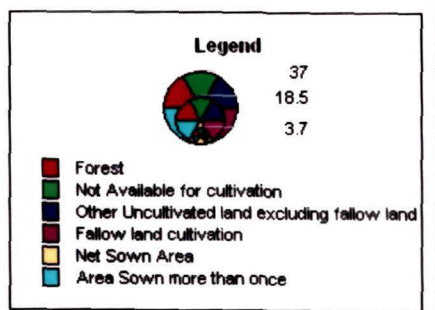 Legend
37
18.5
3.7
Forest
Not Available for cultivation
Other Uncultivated land excluding fallow land
Fallow land cultivation
Net Sown Area
Area Sown more than once